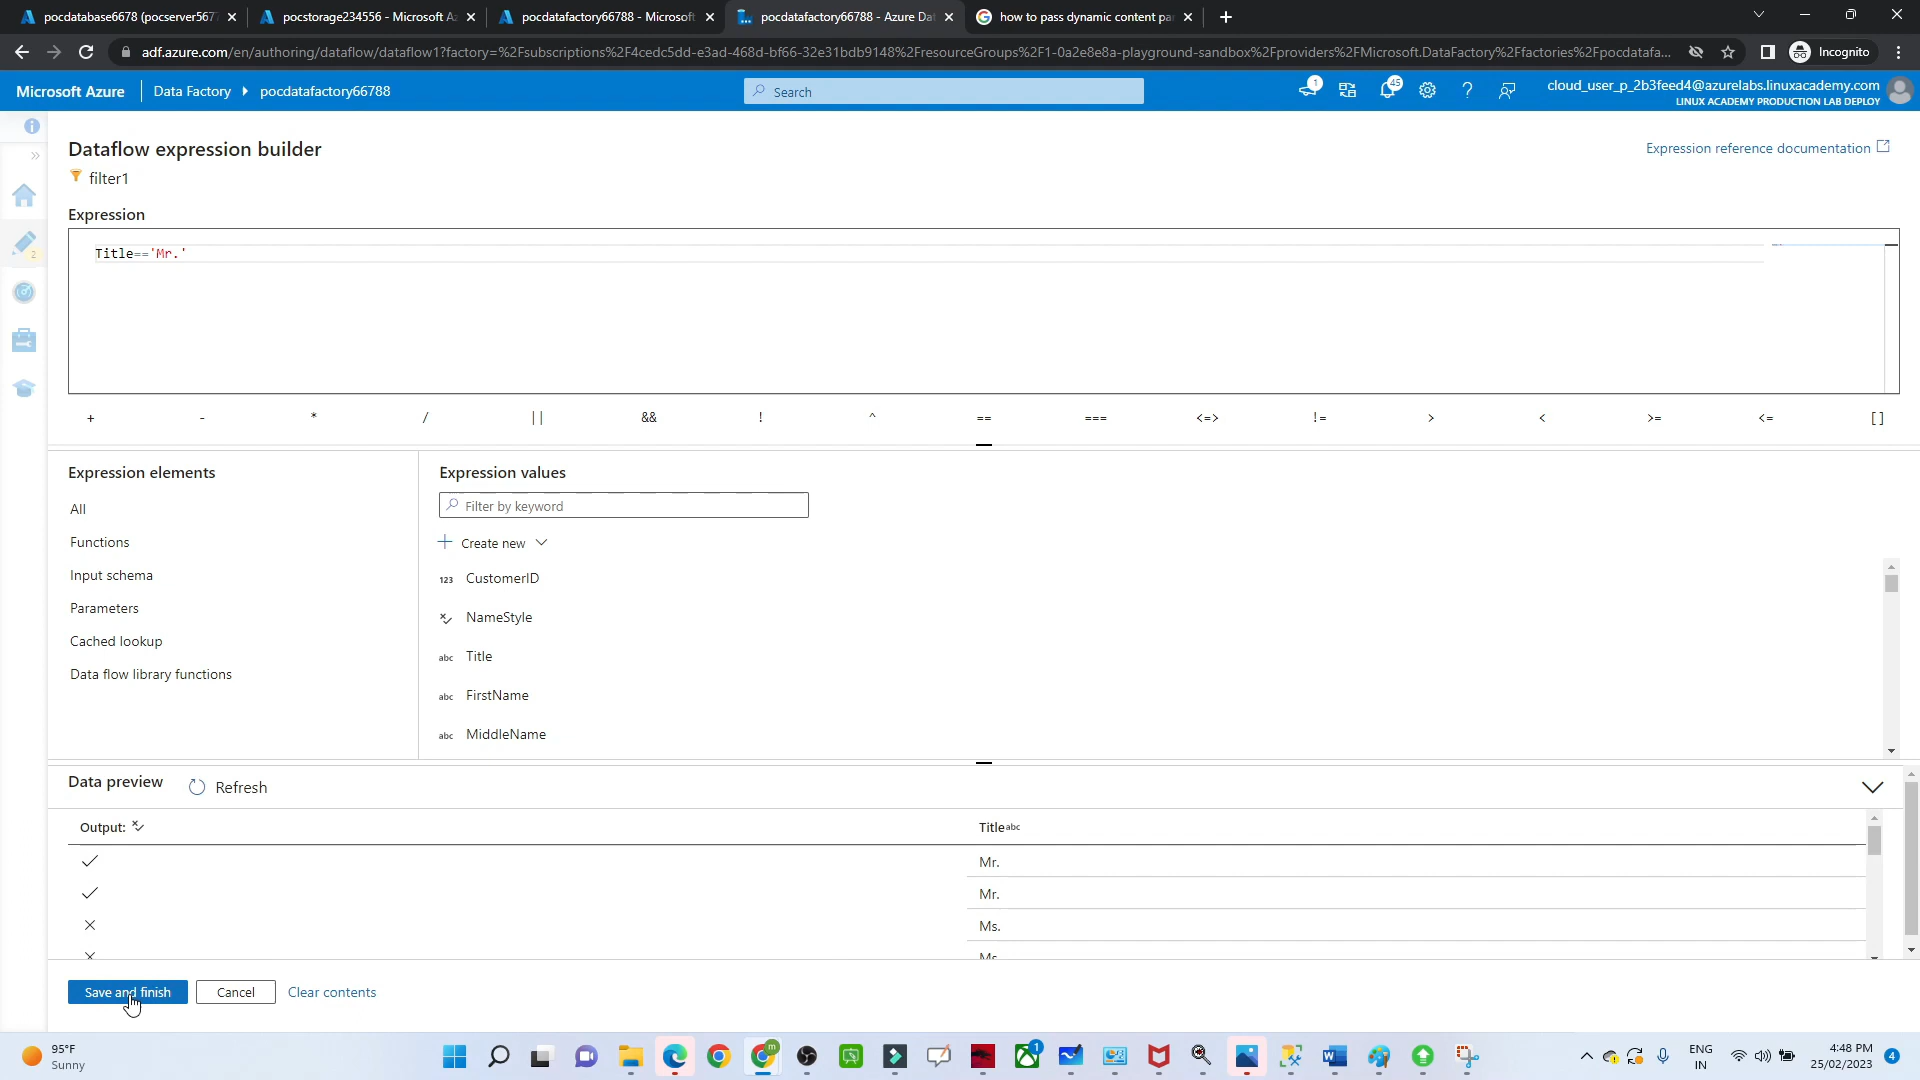 pocdatabase6678 (pocserver567
pocstorage234556 - Microsoft A
pocdatafactory66788 - Microsoft
pocdatafactory66788 - Azure Dat
how to pass dynamic content pa
adf.azure.com/en/authoring/dataflow/dataflow1?factory=%2Fsubscriptions%2F4cedc5dd-e3ad-468d-bf66-32e31bdb9148%2FresourceGroups%2F1-0a2e8e8a-playground-sandbox%2Fproviders%2FMicrosoft.DataFactory%2Ffactories%2Fpocdatafa...
Incognito
Microsoft Azure
Data Factory
pocdatafactory66788
Search
1
45
cloud_user_p_2b3feed4@azurelabs.linuxacademy.com
LINUX ACADEMY PRODUCTION LAB DEPLOY
Dataflow expression builder
Expression reference documentation
filter1
Expression
Title=='Mr.'
2
+ - * / || && ! ^ == === <=> != > < >= <= []
Expression elements
All
Functions
Input schema
Parameters
Cached lookup
Data flow library functions
Expression values
Filter by keyword
Create new
123 CustomerID
NameStyle
abc Title
abc FirstName
abc MiddleName
Data preview
Refresh
Output:
Title abc
Mr.
Mr.
Ms.
Ms.
Save and finish
Cancel
Clear contents
95°F
Sunny
m
1
ENG
IN
4:48 PM
25/02/2023
4